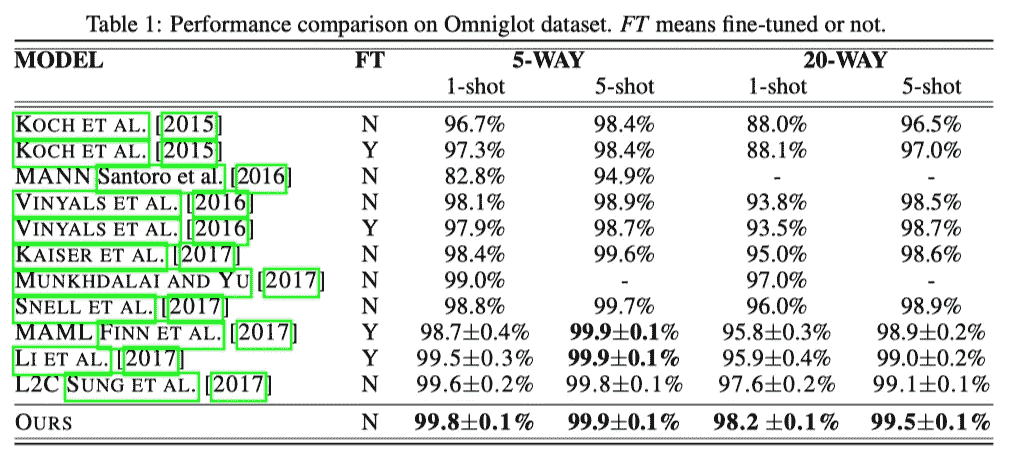 Table 1: Performance comparison on Omniglot dataset. FT means fine-tuned or not.
MODEL FT 5-WAY 20-WAY
1-shot 5-shot 1-shot 5-shot
KOCH ET AL. [2015] N 96.7% 98.4% 88.0% 96.5%
KOCH ET AL. [2015] Y 97.3% 98.4% 88.1% 97.0%
MANN Santoro et al. [2016] N 82.8% 94.9% - -
VINYALS ET AL. [2016] N 98.1% 98.9% 93.8% 98.5%
VINYALS ET AL. [2016] Y 97.9% 98.7% 93.5% 98.7%
KAISER ET AL. [2017] N 98.4% 99.6% 95.0% 98.6%
MUNKHDALAI AND YU [2017] N 99.0% - 97.0% -
SNELL ET AL. [2017] N 98.8% 99.7% 96.0% 98.9%
MAML FINN ET AL. [2017] Y 98.7±0.4% 99.9±0.1% 95.8±0.3% 98.9±0.2%
LI ET AL. [2017] Y 99.5±0.3% 99.9±0.1% 95.9±0.4% 99.0±0.2%
L2C SUNG ET AL. [2017] N 99.6±0.2% 99.8±0.1% 97.6±0.2% 99.1±0.1%
OURS N 99.8±0.1% 99.9±0.1% 98.2 ±0.1% 99.5±0.1%